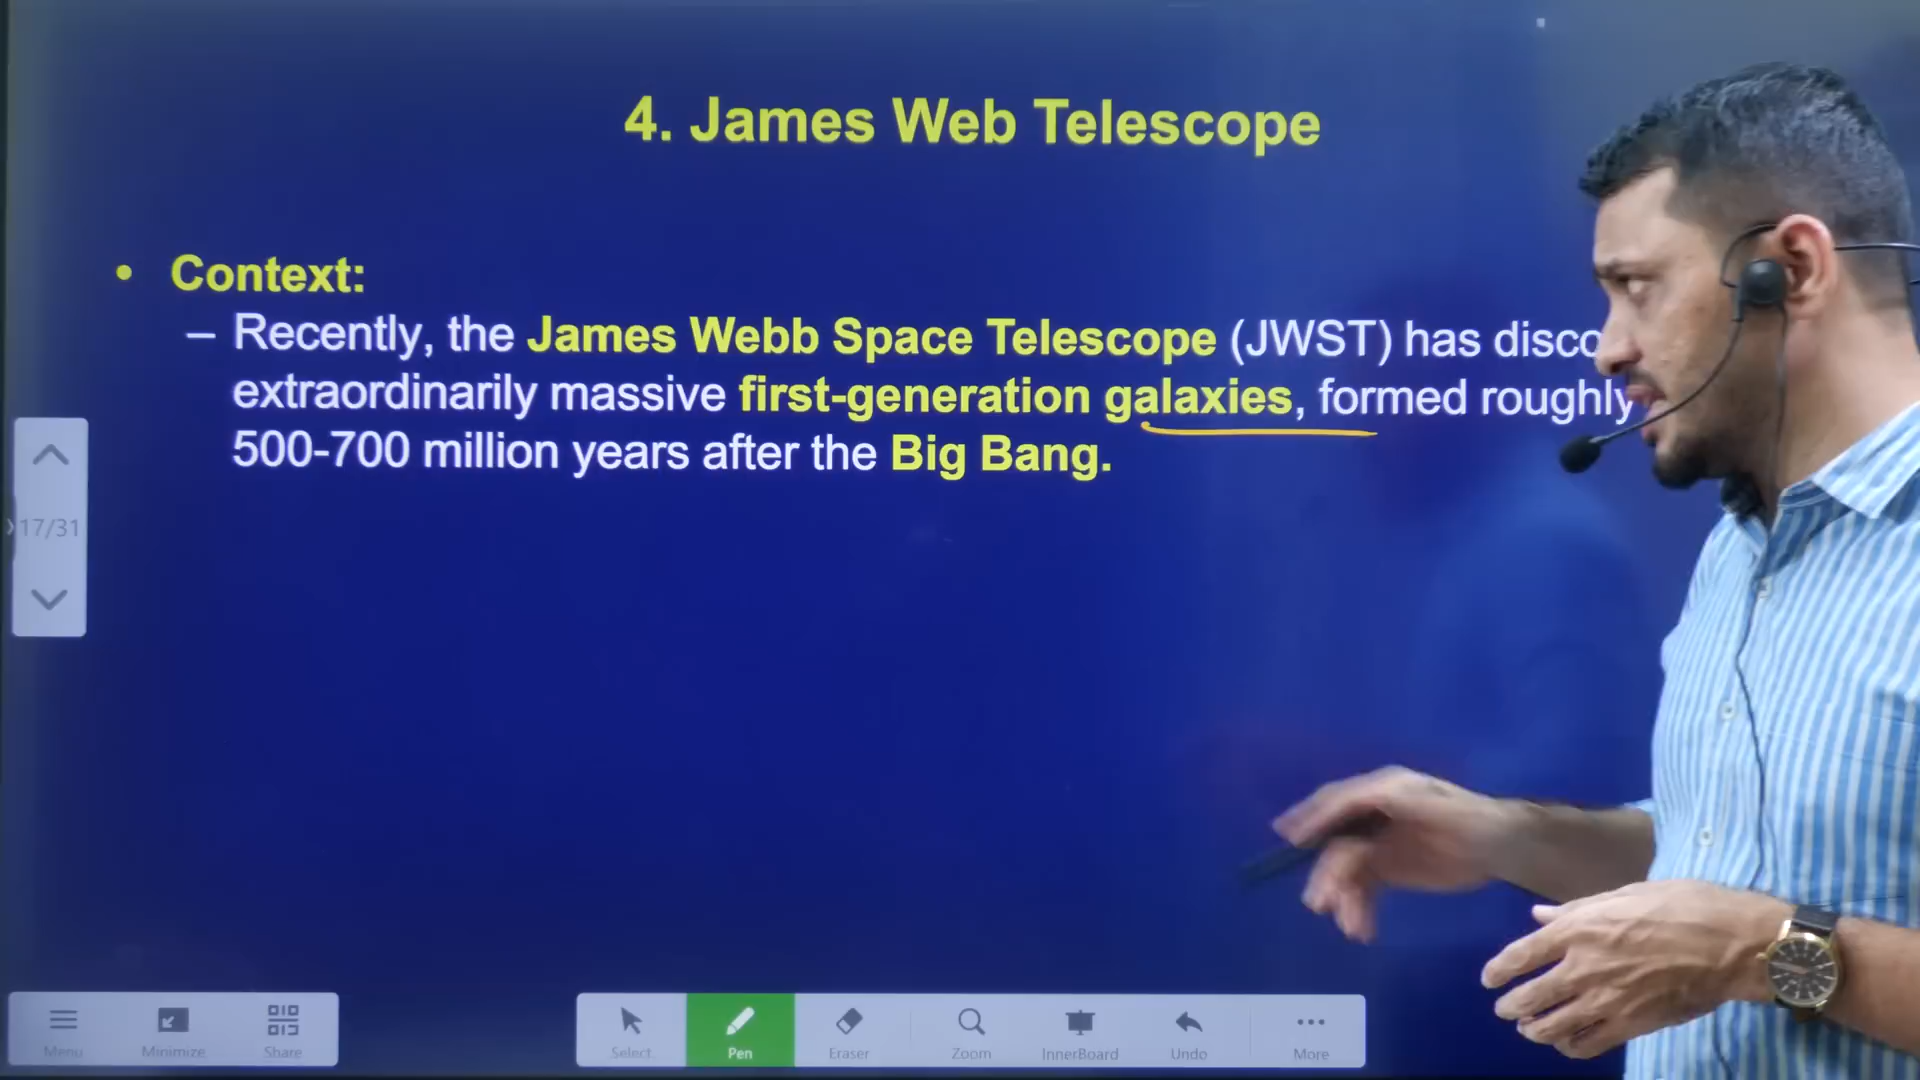 4. James Web Telescope
• Context:
– Recently, the James Webb Space Telescope (JWST) has
extraordinarily massive first-generation galaxies, formed roughly
500-700 million years after the Big Bang.
17/31
Menu Minimize Share
Select Pen Eraser Zoom InnerBoard Undo More